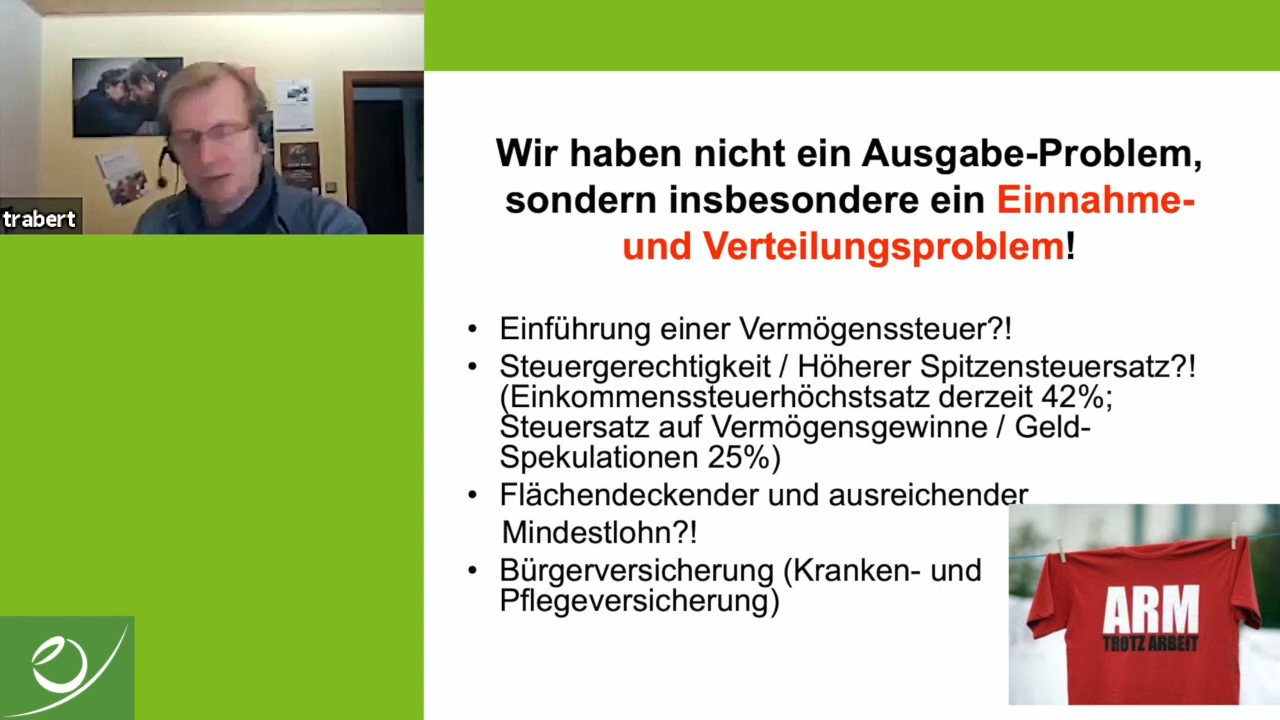 trabert
Wir haben nicht ein Ausgabe-Problem,
sondern insbesondere ein Einnahme-
und Verteilungsproblem!
• Einführung einer Vermögenssteuer?!
• Steuergerechtigkeit / Höherer Spitzensteuersatz?!
(Einkommenssteuerhöchstsatz derzeit 42%;
Steuersatz auf Vermögensgewinne / Geld-
Spekulationen 25%)
• Flächendeckender und ausreichender
Mindestlohn?!
• Bürgerversicherung (Kranken- und
Pflegeversicherung)
ARM
TROTZ ARBEIT